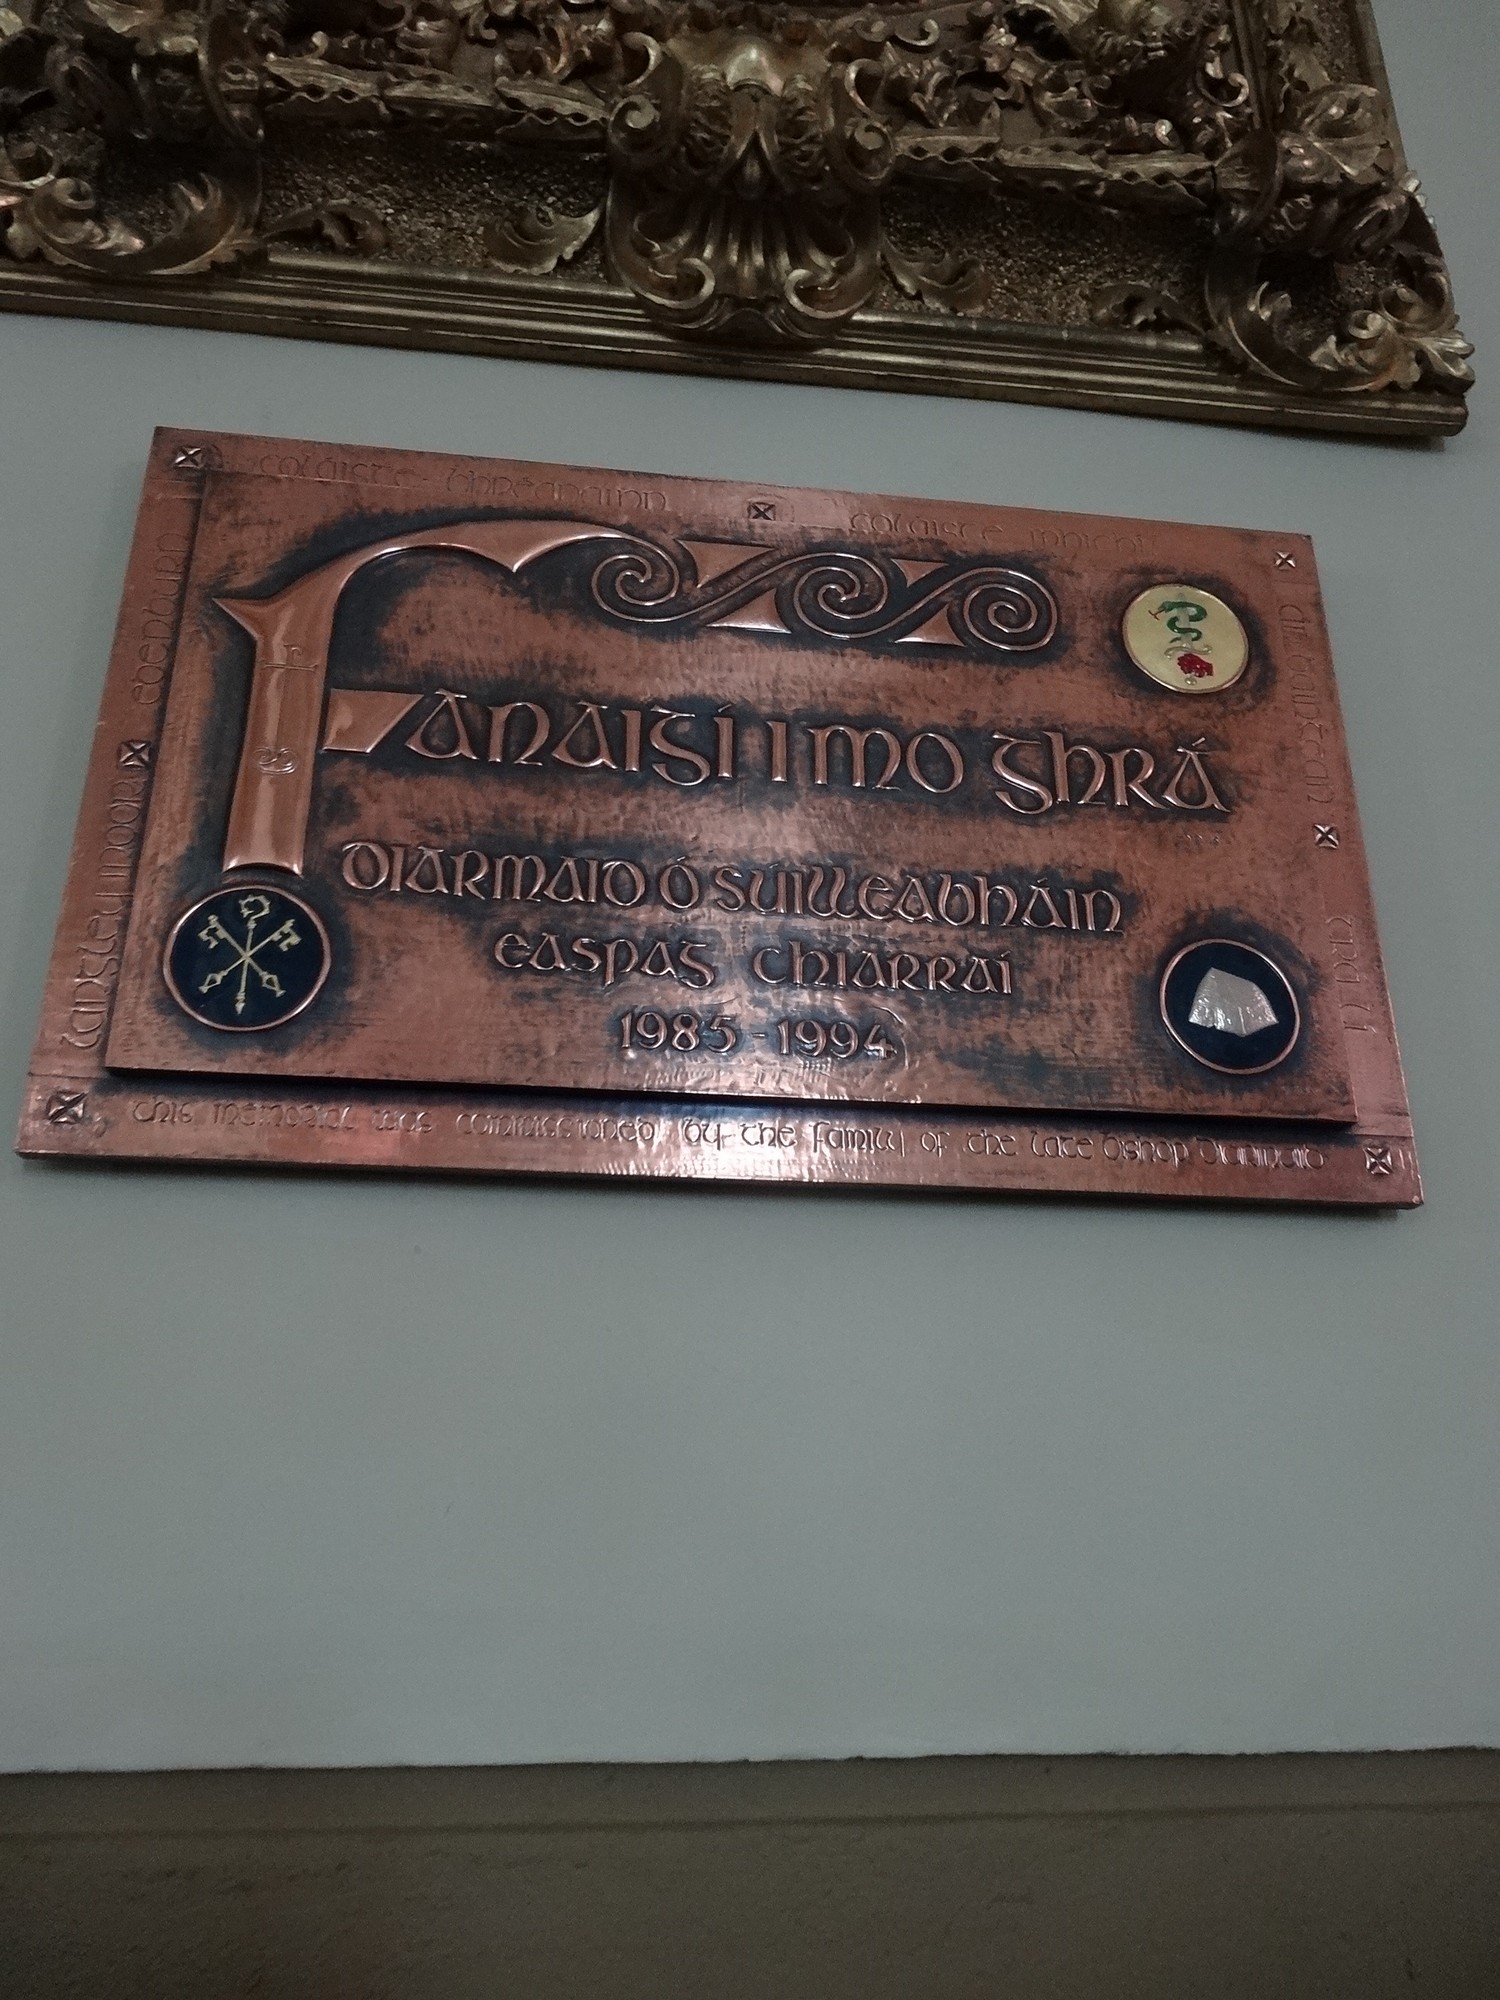 Coláiste Bhréanainn
Coláiste Mhichíl
Fanaigí i mo ghrá
Diarmaid Ó Súilleabháin
Easpag Chiarraí
1985-1994
This memorial was commissioned by the family of the late bishop Diarmaid